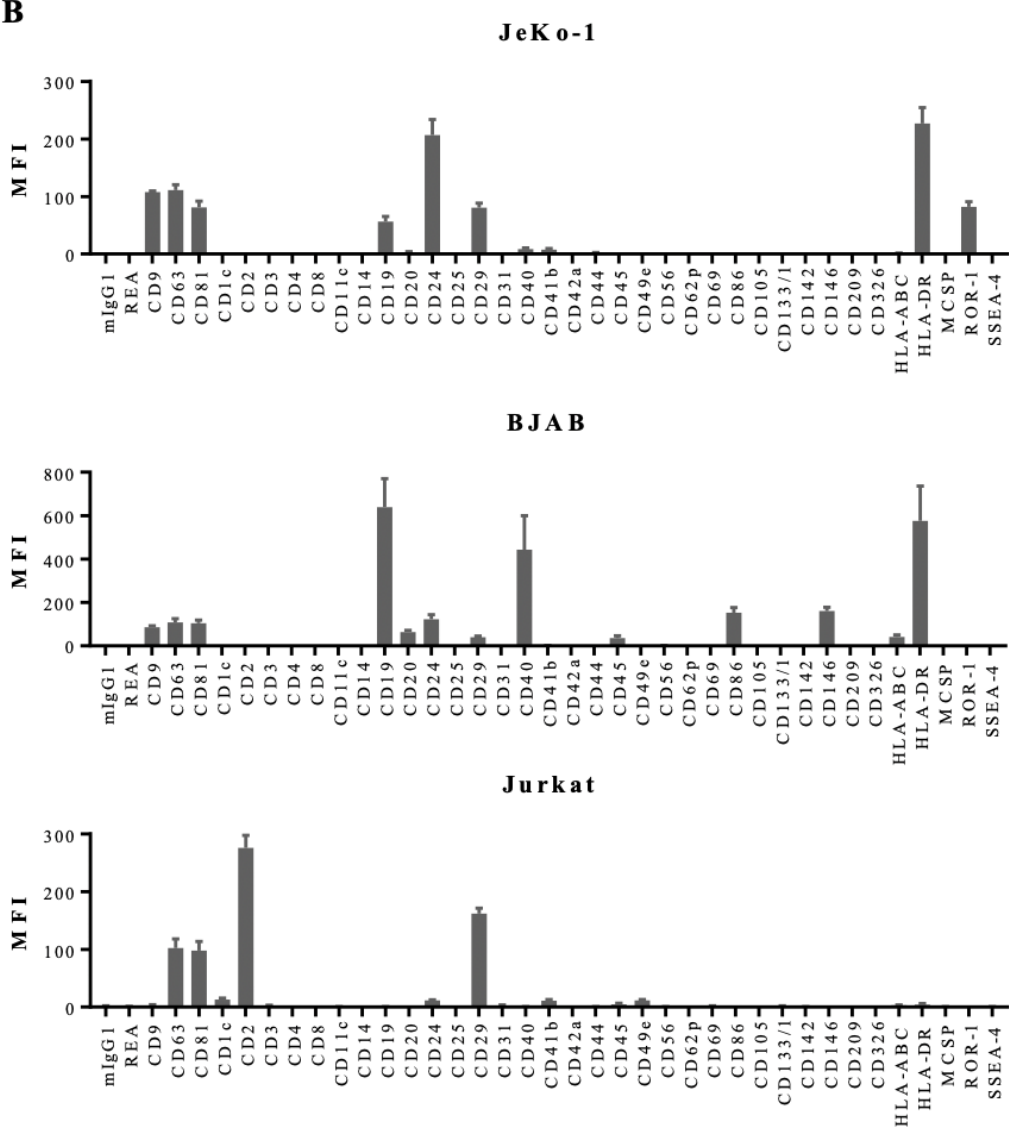 B
JeKo-1
MFI
300
200
100
0
mIgG1
REA
CD9
CD63
CD81
CD1c
CD2
CD3
CD4
CD8
CD11c
CD14
CD19
CD20
CD24
CD25
CD29
CD31
CD40
CD41b
CD42a
CD44
CD45
CD49e
CD56
CD62p
CD69
CD86
CD105
CD133/1
CD142
CD146
CD209
CD326
HLA-ABC
HLA-DR
MCSP
ROR-1
SSEA-4
BJAB
MFI
800
600
400
200
0
mIgG1
REA
CD9
CD63
CD81
CD1c
CD2
CD3
CD4
CD8
CD11c
CD14
CD19
CD20
CD24
CD25
CD29
CD31
CD40
CD41b
CD42a
CD44
CD45
CD49e
CD56
CD62p
CD69
CD86
CD105
CD133/1
CD142
CD146
CD209
CD326
HLA-ABC
HLA-DR
MCSP
ROR-1
SSEA-4
Jurkat
MFI
300
200
100
0
mIgG1
REA
CD9
CD63
CD81
CD1c
CD2
CD3
CD4
CD8
CD11c
CD14
CD19
CD20
CD24
CD25
CD29
CD31
CD40
CD41b
CD42a
CD44
CD45
CD49e
CD56
CD62p
CD69
CD86
CD105
CD133/1
CD142
CD146
CD209
CD326
HLA-ABC
HLA-DR
MCSP
ROR-1
SSEA-4